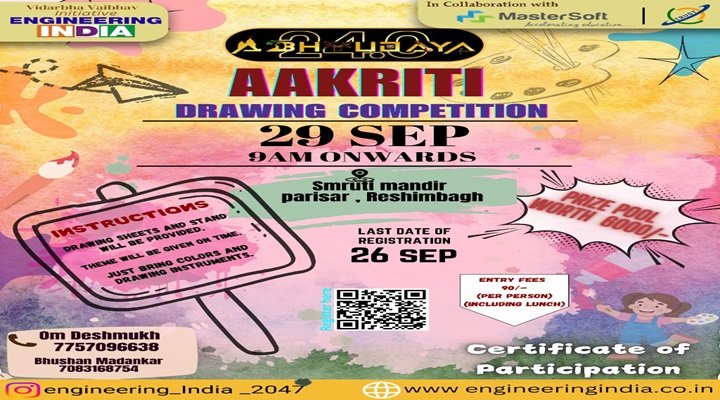 Vidarbha Vaibhav
Initiative
ENGINEERING
INDIA
In Collaboration with
MasterSoft
Accelerating education...
24.0
AAKRITI
DRAWING COMPETITION
29 SEP
9AM ONWARDS
Smruti mandir
parisar , Reshimbagh
INSTRUCTIONS
DRAWING SHEETS AND STAND
WILL BE PROVIDED.
THEME WILL BE GIVEN ON TIME.
JUST BRING COLORS AND
DRAWING INSTRUMENTS.
PRIZE POOL
WORTH 6000/-
LAST DATE OF
REGISTRATION
26 SEP
Register here
ENTRY FEES
90/-
(PER PERSON)
(INCLUDING LUNCH)
Om Deshmukh
7757096638
Bhushan Madankar
7083168754
Certificate of
Participation
engineering_India _2047
www.engineeringindia.co.in